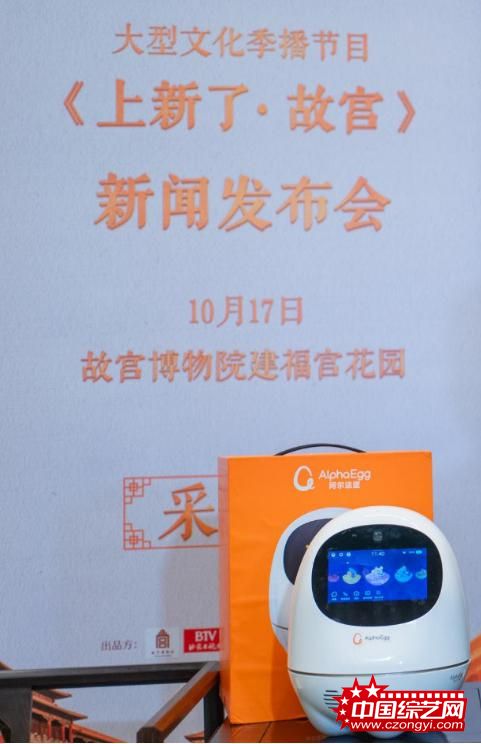 大型文化季播节目
《上新了·故宫》
新闻发布会
10月17日
故宫博物院建福宫花园
采
AlphaEgg
阿尔法蛋
11:40
AlphaEgg
出品方：
BTV
中国综艺网
www.czongyi.com